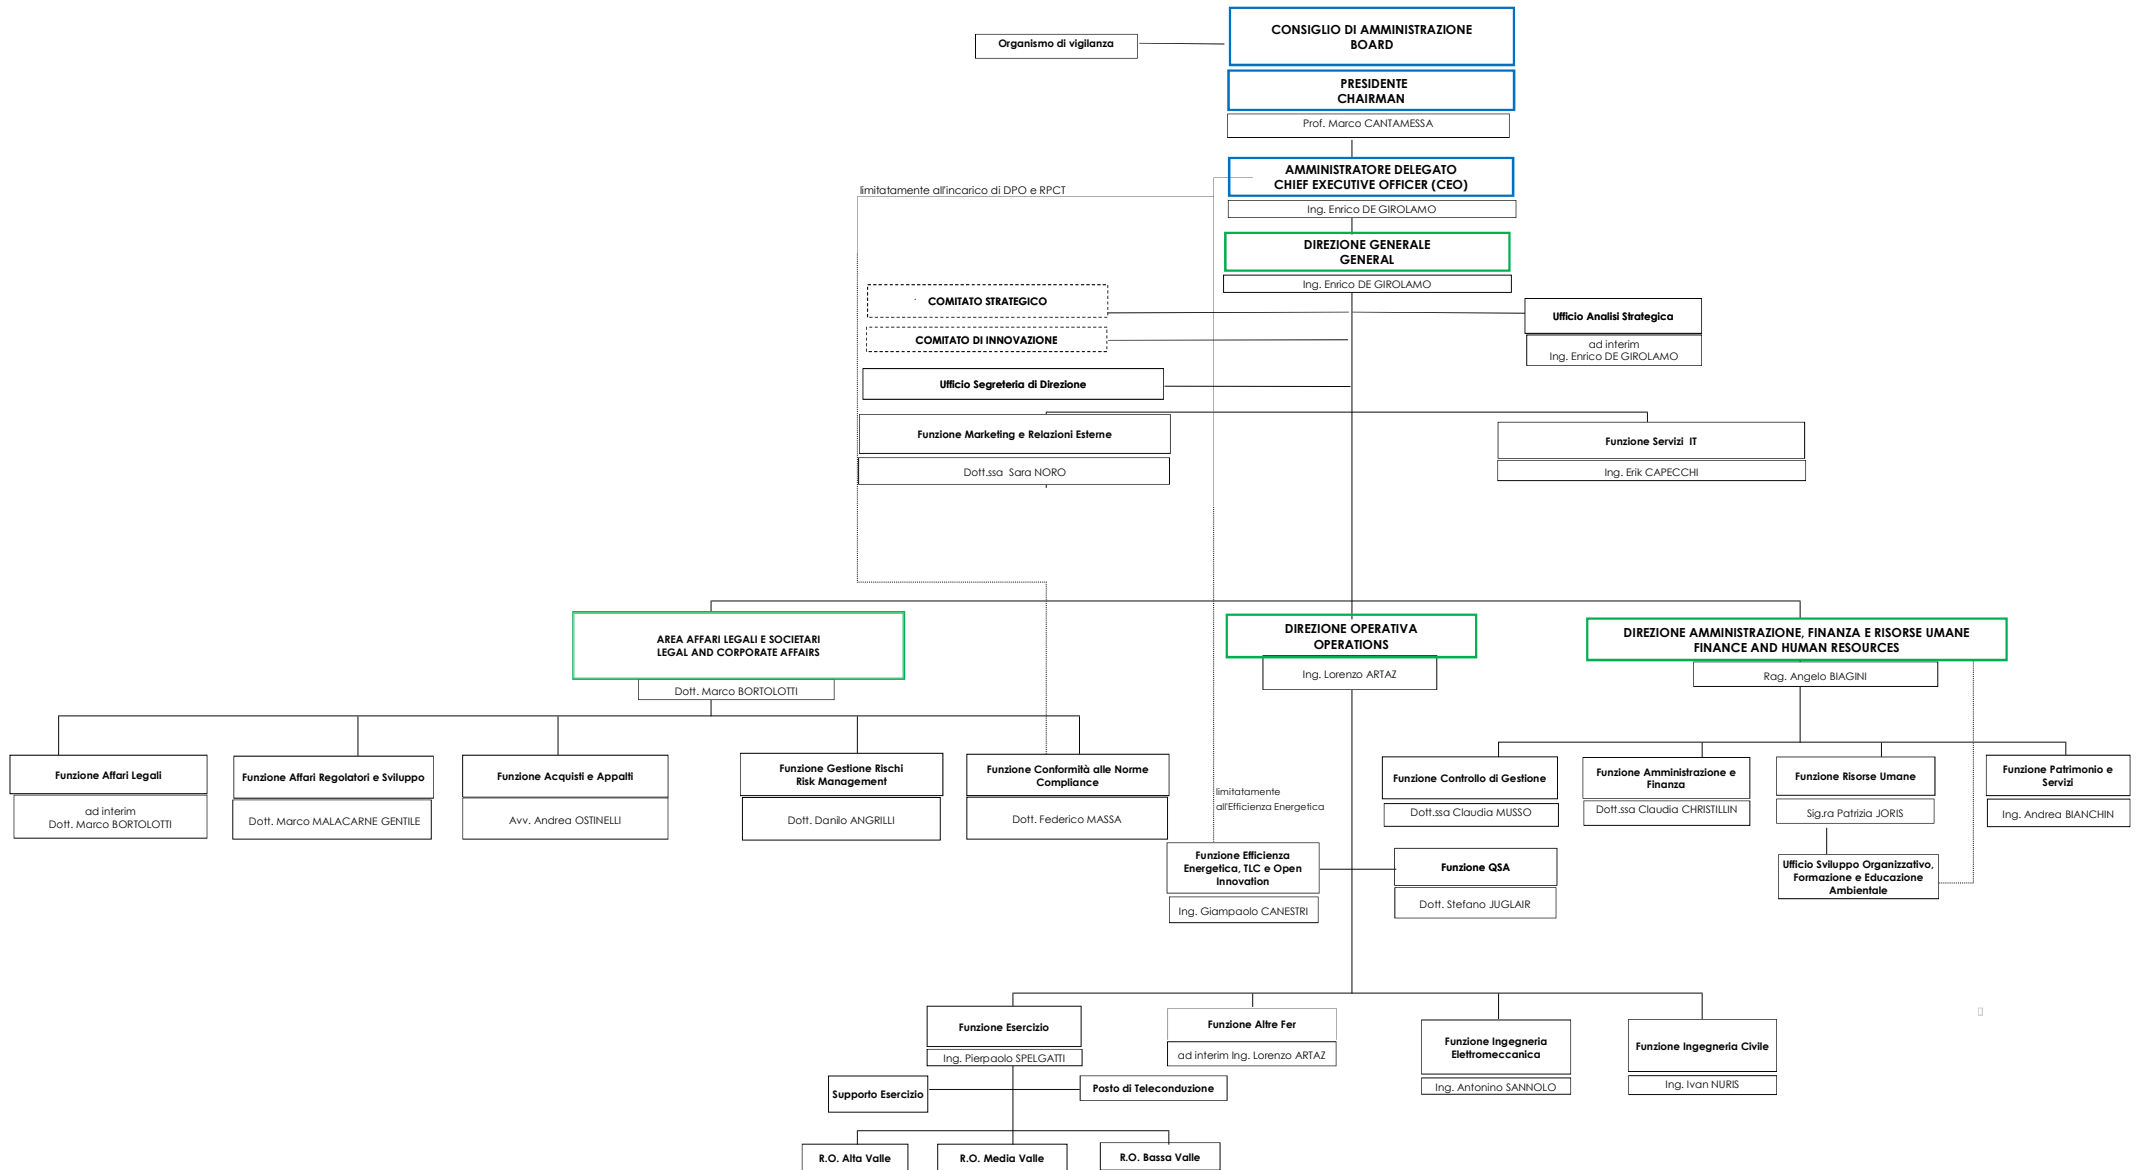 CONSIGLIO DI AMMINISTRAZIONE
BOARD
Organismo di vigilanza
PRESIDENTE
CHAIRMAN
Prof. Marco CANTAMESSA
AMMINISTRATORE DELEGATO
CHIEF EXECUTIVE OFFICER (CEO)
limitatamente all'incarico di DPO e RPCT
Ing. Enrico DE GIROLAMO
DIREZIONE GENERALE
GENERAL
Ing. Enrico DE GIROLAMO
COMITATO STRATEGICO
Ufficio Analisi Strategica
ad interim
Ing. Enrico DE GIROLAMO
COMITATO DI INNOVAZIONE
Ufficio Segreteria di Direzione
Funzione Marketing e Relazioni Esterne
Dott.ssa Sara NORO
Funzione Servizi IT
Ing. Erik CAPECCHI
AREA AFFARI LEGALI E SOCIETARI
LEGAL AND CORPORATE AFFAIRS
Dott. Marco BORTOLOTTI
DIREZIONE OPERATIVA
OPERATIONS
Ing. Lorenzo ARTAZ
DIREZIONE AMMINISTRAZIONE, FINANZA E RISORSE UMANE
FINANCE AND HUMAN RESOURCES
Rag. Angelo BIAGINI
Funzione Affari Legali
ad interim
Dott. Marco BORTOLOTTI
Funzione Affari Regolatori e Sviluppo
Dott. Marco MALACARNE GENTILE
Funzione Acquisti e Appalti
Avv. Andrea OSTINELLI
Funzione Gestione Rischi
Risk Management
Dott. Danilo ANGRILLI
Funzione Conformità alle Norme
Compliance
Dott. Federico MASSA
limitatamente
all'Efficienza Energetica
Funzione Controllo di Gestione
Dott.ssa Claudia MUSSO
Funzione Amministrazione e
Finanza
Dott.ssa Claudia CHRISTILLIN
Funzione Risorse Umane
Sig.ra Patrizia JORIS
Funzione Patrimonio e
Servizi
Ing. Andrea BIANCHIN
Funzione Efficienza
Energetica, TLC e Open
Innovation
Ing. Giampaolo CANESTRI
Funzione QSA
Dott. Stefano JUGLAIR
Ufficio Sviluppo Organizzativo,
Formazione e Educazione
Ambientale
Funzione Esercizio
Ing. Pierpaolo SPELGATTI
Funzione Altre Fer
ad interim Ing. Lorenzo ARTAZ
Funzione Ingegneria
Elettromeccanica
Ing. Antonino SANNOLO
Funzione Ingegneria Civile
Ing. Ivan NURIS
Supporto Esercizio
Posto di Teleconduzione
R.O. Alta Valle
R.O. Media Valle
R.O. Bassa Valle